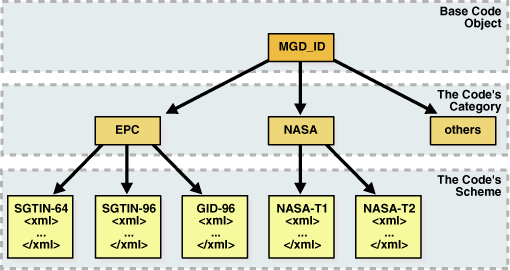 Base Code
Object
MGD_ID
The Code's
Category
EPC
NASA
others
The Code's
Scheme
SGTIN-64
<xml>
...
</xml>
SGTIN-96
<xml>
...
</xml>
GID-96
<xml>
...
</xml>
NASA-T1
<xml>
...
</xml>
NASA-T2
<xml>
...
</xml>